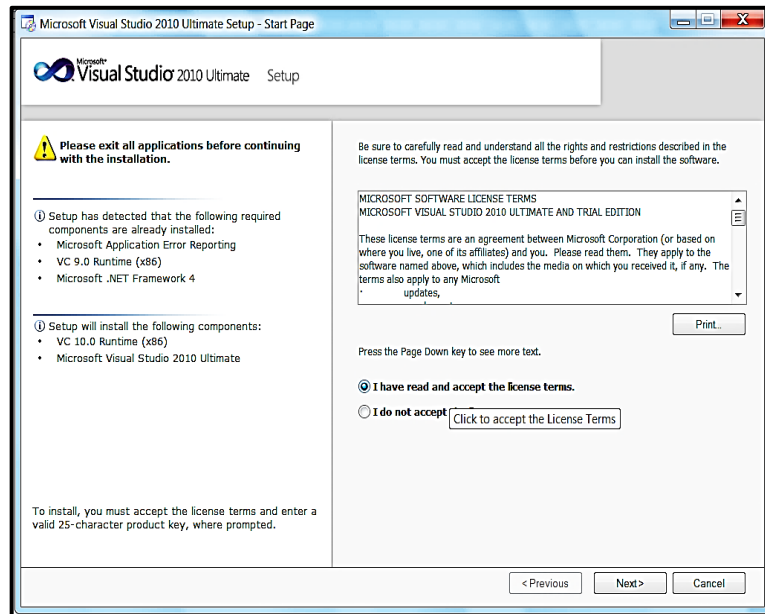 Microsoft Visual Studio 2010 Ultimate Setup - Start Page
Microsoft
Visual Studio 2010 Ultimate Setup
Please exit all applications before continuing
with the installation.
Setup has detected that the following required
components are already installed:
• Microsoft Application Error Reporting
• VC 9.0 Runtime (x86)
• Microsoft .NET Framework 4
Setup will install the following components:
• VC 10.0 Runtime (x86)
• Microsoft Visual Studio 2010 Ultimate
To install, you must accept the license terms and enter a
valid 25-character product key, where prompted.
Be sure to carefully read and understand all the rights and restrictions described in the
license terms. You must accept the license terms before you can install the software.
MICROSOFT SOFTWARE LICENSE TERMS
MICROSOFT VISUAL STUDIO 2010 ULTIMATE AND TRIAL EDITION
These license terms are an agreement between Microsoft Corporation (or based on
where you live, one of its affiliates) and you. Please read them. They apply to the
software named above, which includes the media on which you received it, if any. The
terms also apply to any Microsoft
· updates,
Print...
Press the Page Down key to see more text.
I have read and accept the license terms.
I do not accept
Click to accept the License Terms
< Previous
Next >
Cancel